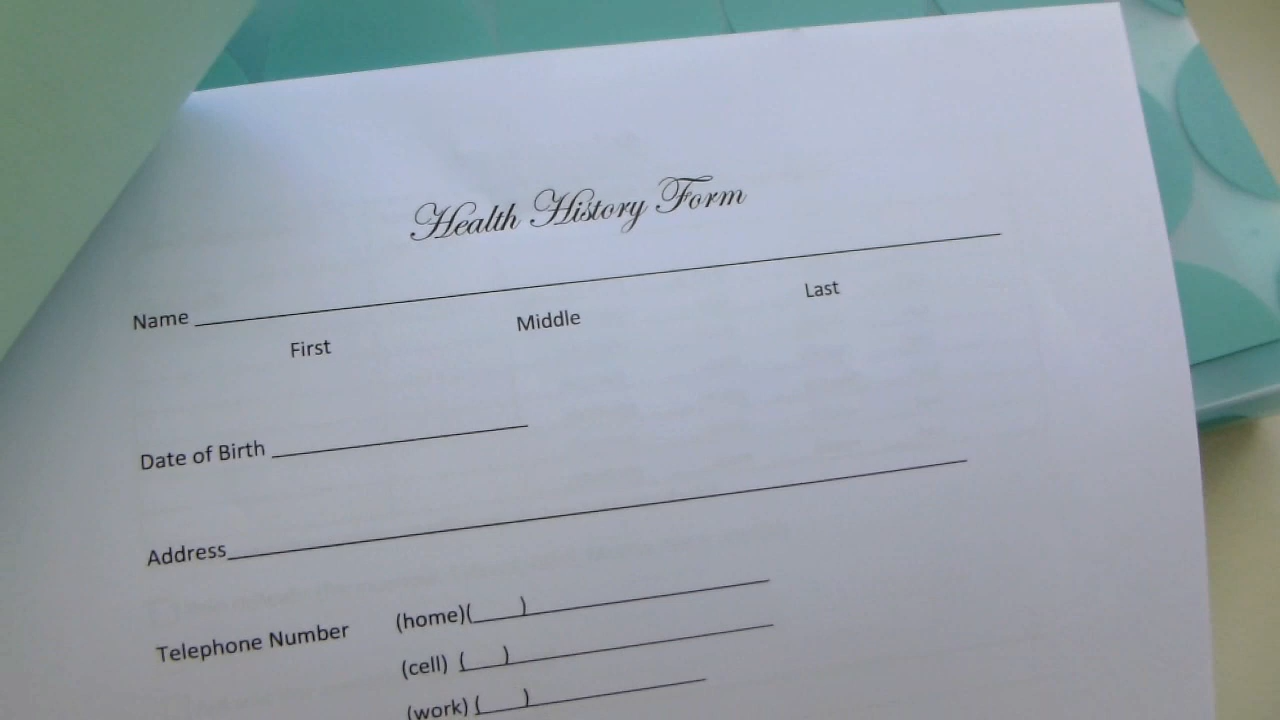 Health History Form
Name
First Middle Last
Date of Birth
Address
Telephone Number (home)( )
(cell) ( )
(work) ( )